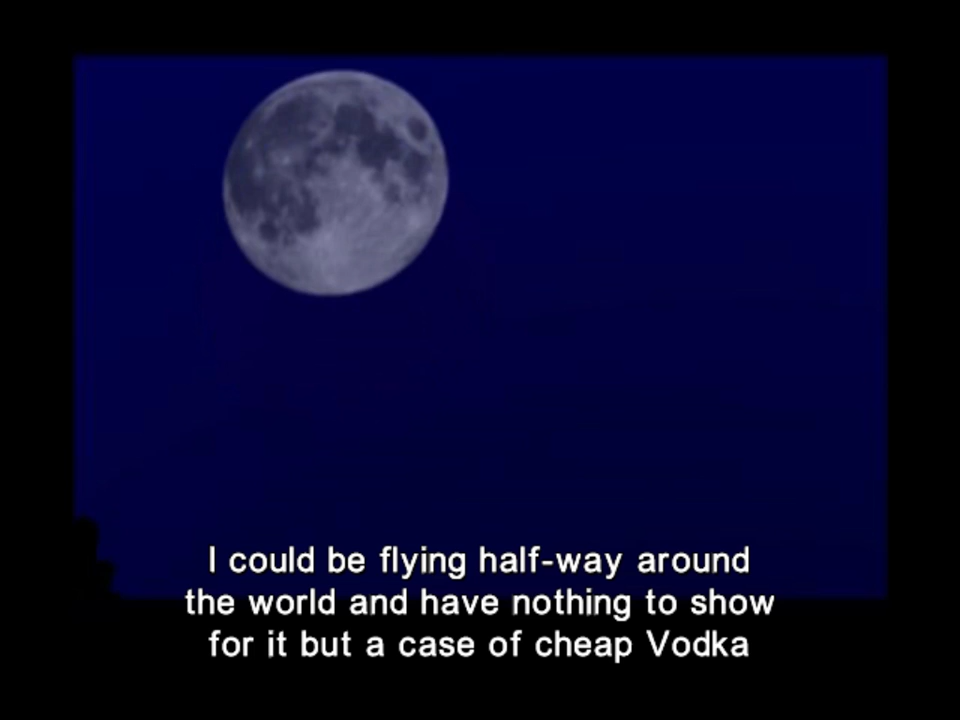 I could be flying half-way around
the world and have nothing to show
for it but a case of cheap Vodka